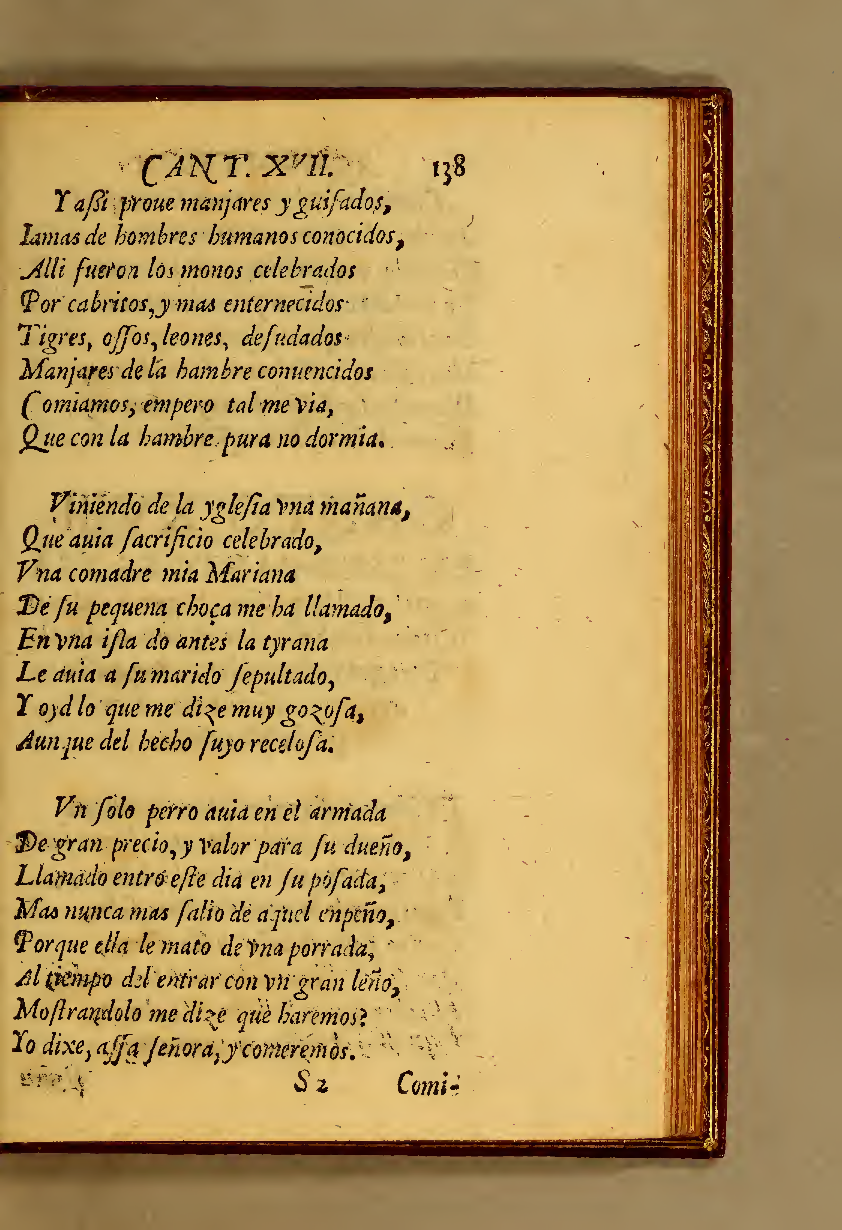 CANT. XVII. 138
Y aſsi proue manjares y guiſados,
Iamas de hombres humanos conocidos,
Alli fueron los monos celebrados
Por cabritos, y mas enternecidos
Tigres, oſſos, leones, deſudados
Manjares de la hambre conuencidos
Comiamos, empero tal me via,
Que con la hambre pura no dormia.
Viniendo de la ygleſia vna mañana,
Que auia ſacrificio celebrado,
Vna comadre mia Mariana
De ſu pequena choça me ha llamado,
En vna iſla do antes la tyrana
Le auia a ſu marido ſepultado,
Y oyd lo que me dize muy gozoſa,
Aunque del hecho ſuyo receloſa.
Vn ſolo perro auia en el armada
De gran precio, y valor para ſu dueño,
Llamado entro eſte dia en ſu poſada,
Mas nunca mas ſalio de aquel enpeño,
Porque ella le mato de vna porrada,
Al tiempo del entrar con vn gran leño,
Moſtrandolo me dize que haremos?
Yo dixe, aſſa ſeñora, y comeremos.
S 2 Comi-